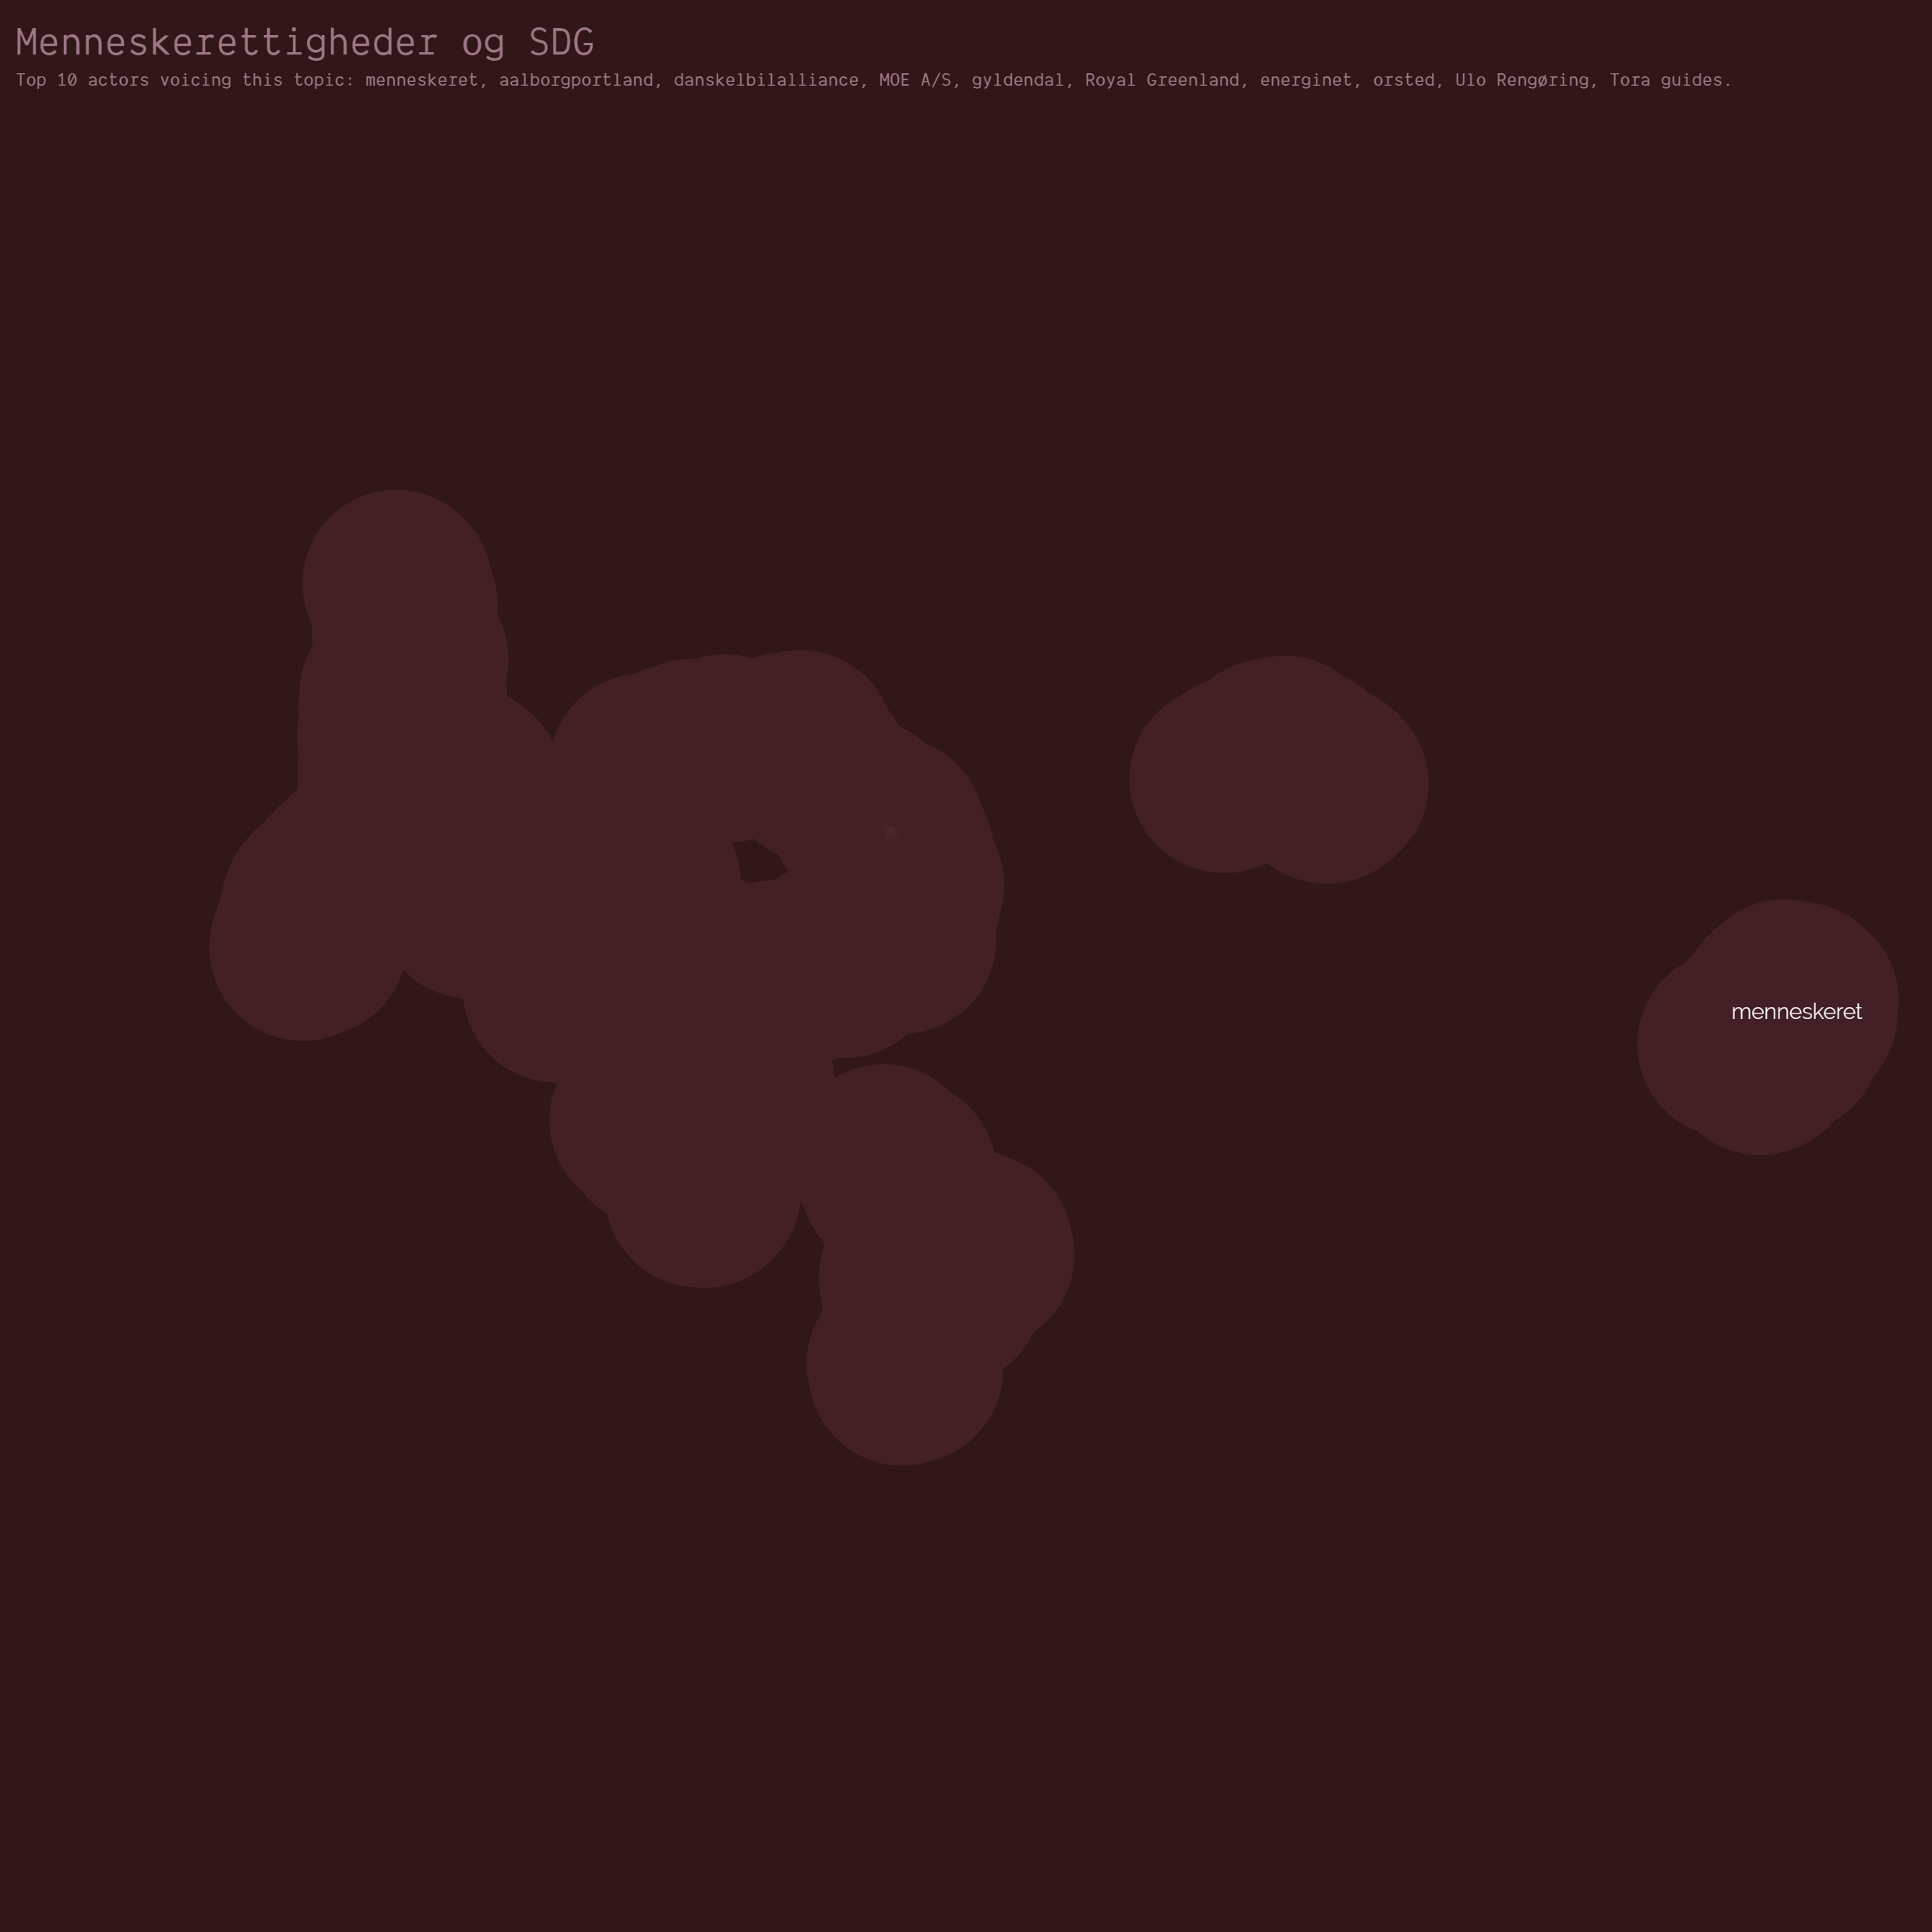 Menneskerettigheder og SDG
Top 10 actors voicing this topic: menneskeret, aalborgportland, danskelbilalliance, MOE A/S, gyldendal, Royal Greenland, energinet, orsted, Ulo Rengøring, Tora guides.
menneskeret